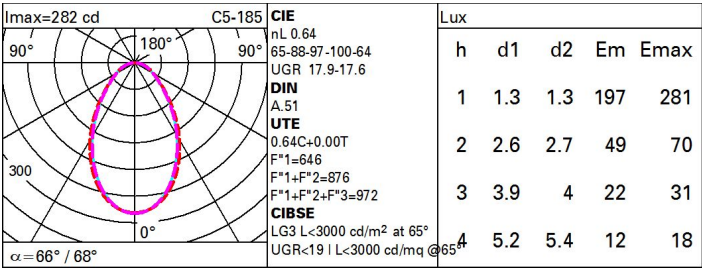 Imax=282 cd C5-185
90° 180° 90°
300
0°
α=66° / 68°
CIE
nL 0.64
65-88-97-100-64
UGR 17.9-17.6
DIN
A.51
UTE
0.64C+0.00T
F"1=646
F"1+F"2=876
F"1+F"2+F"3=972
CIBSE
LG3 L<3000 cd/m² at 65°
UGR<19 | L<3000 cd/mq @65°
Lux
h d1 d2 Em Emax
1 1.3 1.3 197 281
2 2.6 2.7 49 70
3 3.9 4 22 31
4 5.2 5.4 12 18